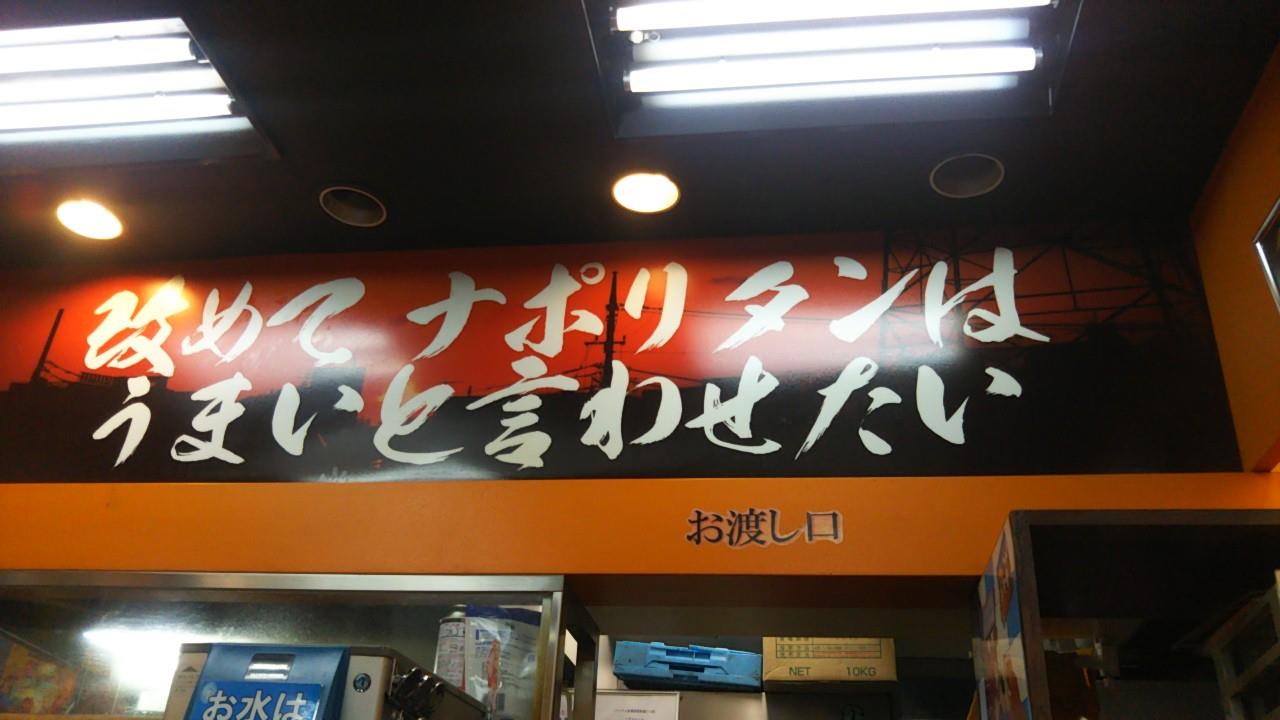 改めてナポリタンは
うまいと言わせたい
お渡し口
お水は
NET 10KG